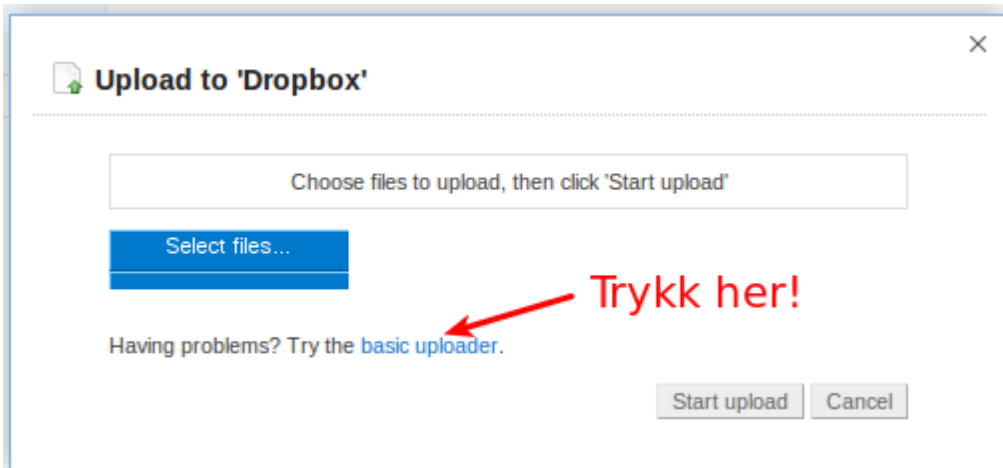 Upload to 'Dropbox'
Choose files to upload, then click 'Start upload'
Select files...
Trykk her!
Having problems? Try the basic uploader.
Start upload Cancel